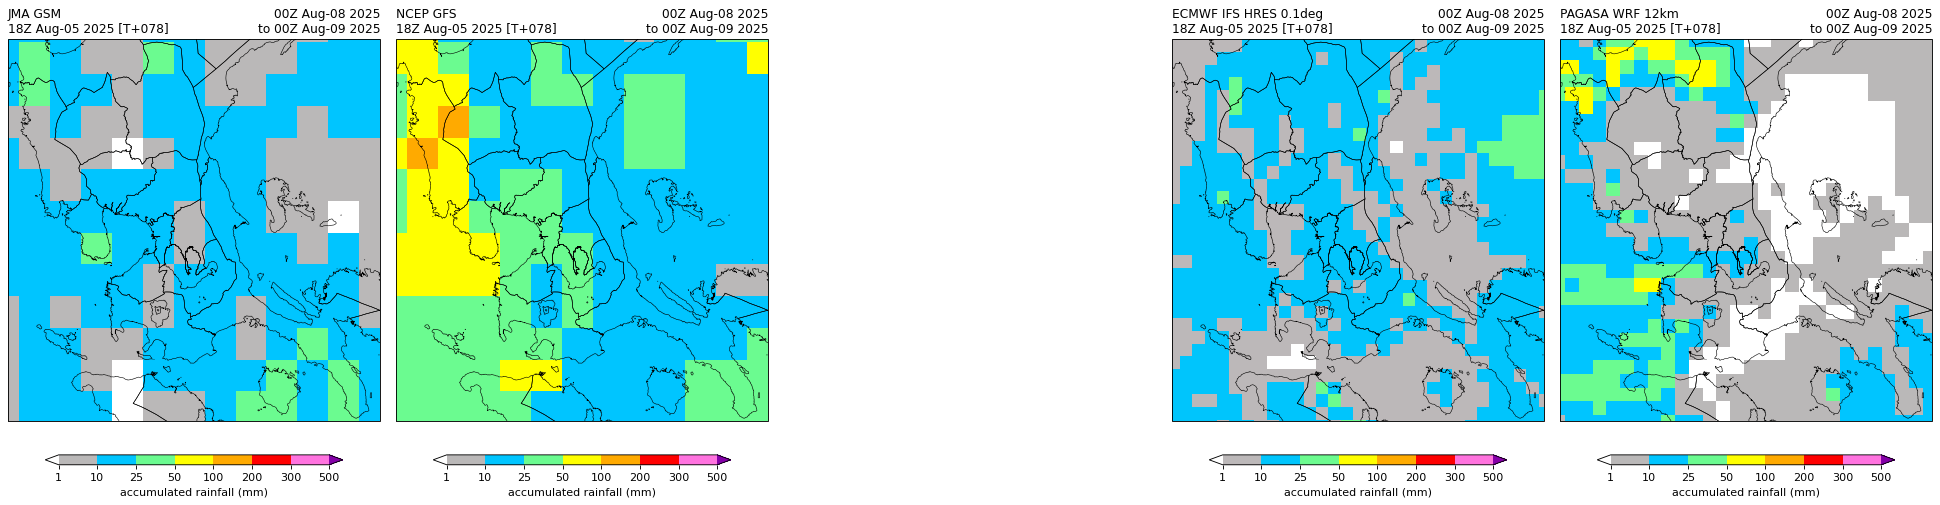 JMA GSM 00Z Aug-08 2025
18Z Aug-05 2025 [T+078] to 00Z Aug-09 2025
1 10 25 50 100 200 300 500
accumulated rainfall (mm)
NCEP GFS 00Z Aug-08 2025
18Z Aug-05 2025 [T+078] to 00Z Aug-09 2025
1 10 25 50 100 200 300 500
accumulated rainfall (mm)
ECMWF IFS HRES 0.1deg 00Z Aug-08 2025
18Z Aug-05 2025 [T+078] to 00Z Aug-09 2025
1 10 25 50 100 200 300 500
accumulated rainfall (mm)
PAGASA WRF 12km 00Z Aug-08 2025
18Z Aug-05 2025 [T+078] to 00Z Aug-09 2025
1 10 25 50 100 200 300 500
accumulated rainfall (mm)